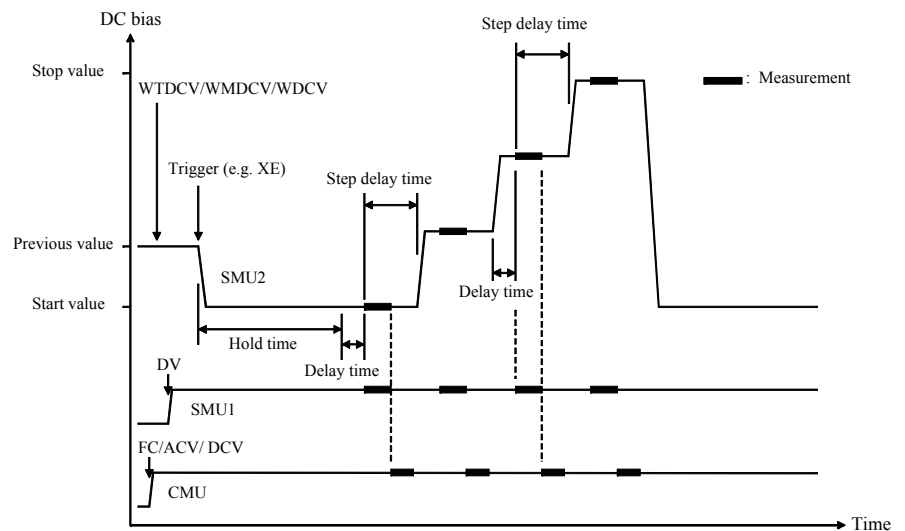 DC bias
Step delay time
Stop value
: Measurement
WTDCV/WMDCV/WDCV
Trigger (e.g. XE)
Step delay time
Previous value
SMU2
Delay time
Start value
Hold time
Delay time
DV
SMU1
FC/ACV/ DCV
CMU
Time